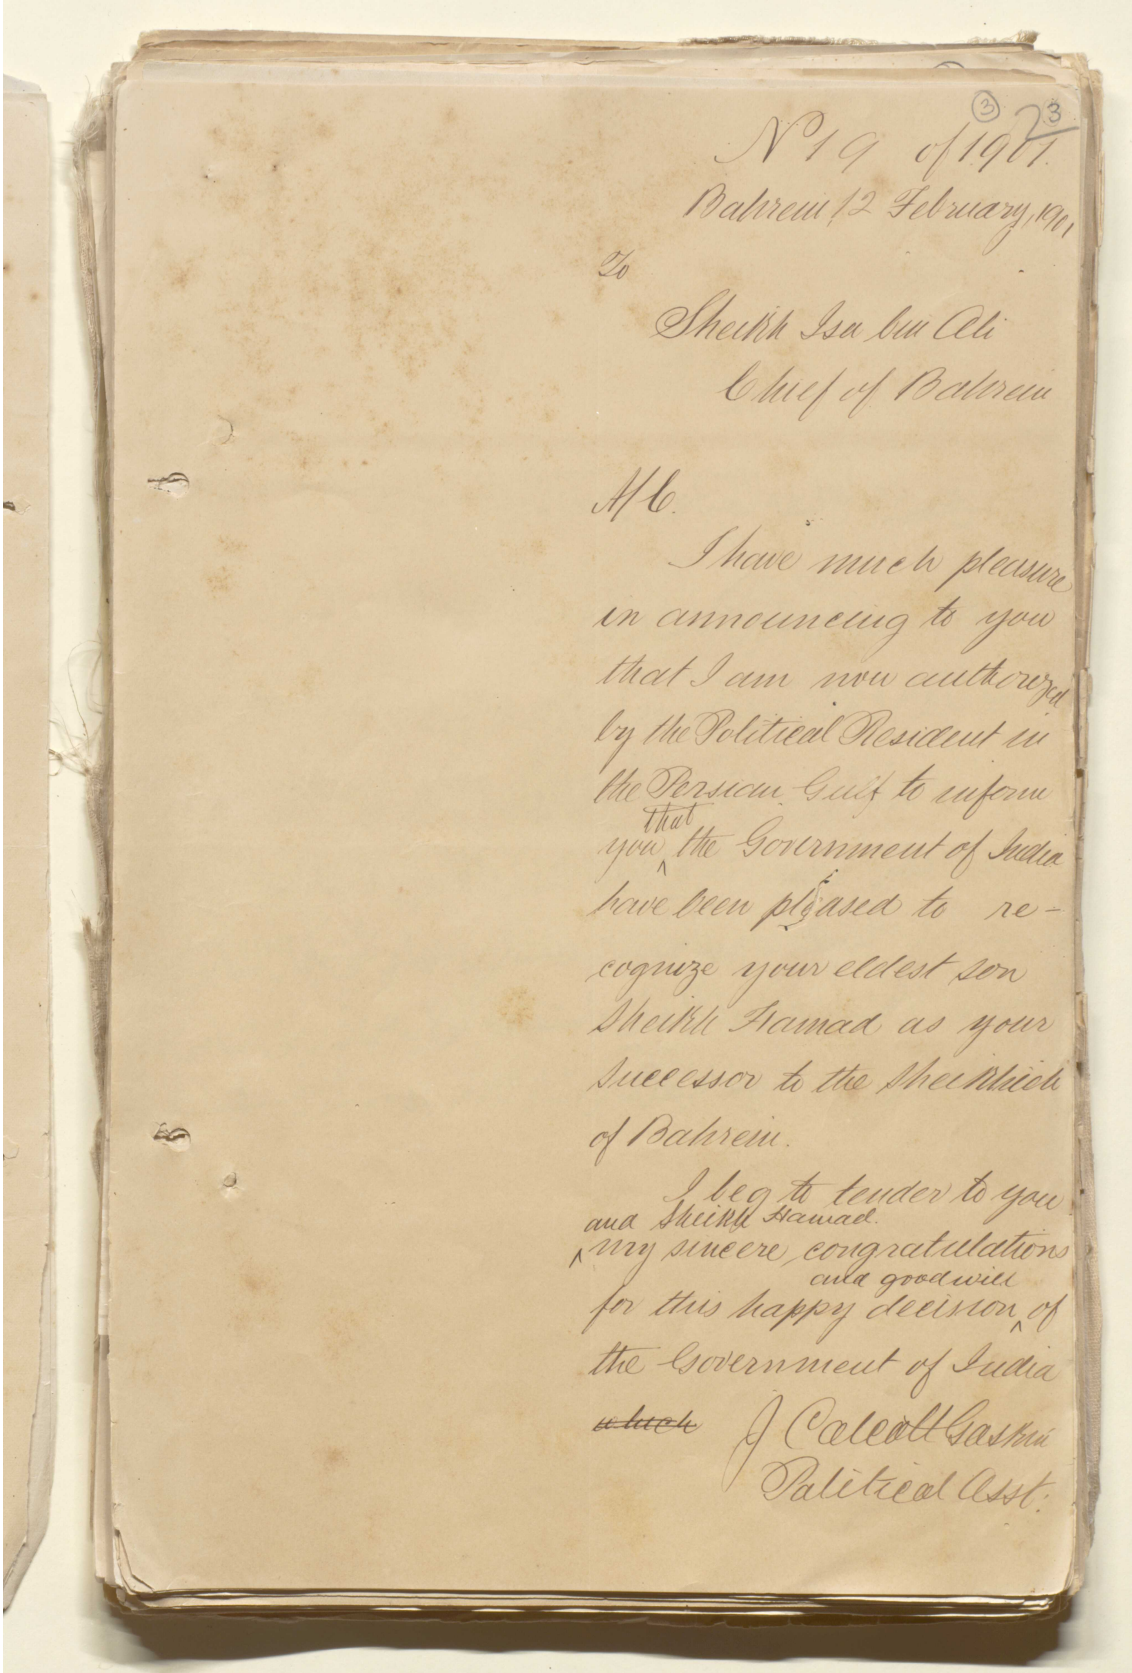 3
23
No 19 of 1901.
Bahrein 12 February, 1901
To
Sheikh Isa bin Ali
Chief of Bahrein
A/C.
I have much pleasure
in announcing to you
that I am now authorized
by the Political Resident in
the Persian Gulf to inform
that
you ^ the Government of India
have been pleased to re-
cognize your eldest son
Sheikh Hamad as your
Successor to the Sheikhich
of Bahrein.
I beg to tender to you
and Sheikh Hamad.
^ my sincere congratulations
and goodwill
for this happy decision ^ of
the Government of India
which J Calcott Gaskin
Political Asst: